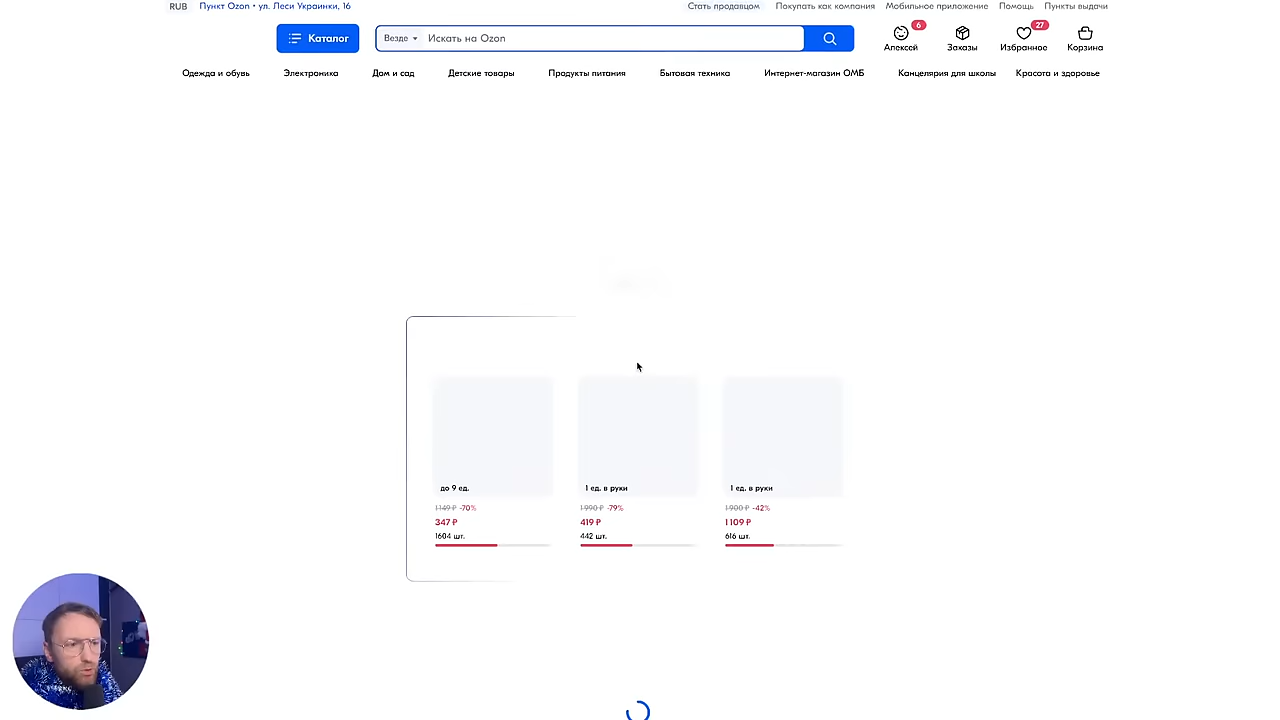 RUB Пункт Ozon • ул. Леси Украинки, 16 Стать продавцом Покупать как компания Мобильное приложение Помощь Пункты выдачи
Каталог Везде Искать на Ozon
6 27
Алексей Заказы Избранное Корзина
Одежда и обувь Электроника Дом и сад Детские товары Продукты питания Бытовая техника Интернет-магазин ОМБ Канцелярия для школы Красота и здоровье
до 9 ед. 1 ед. в руки 1 ед. в руки
1 149 ₽ -70% 1 990 ₽ -79% 1 900 ₽ -42%
347 ₽ 419 ₽ 1 109 ₽
1604 шт. 442 шт. 616 шт.